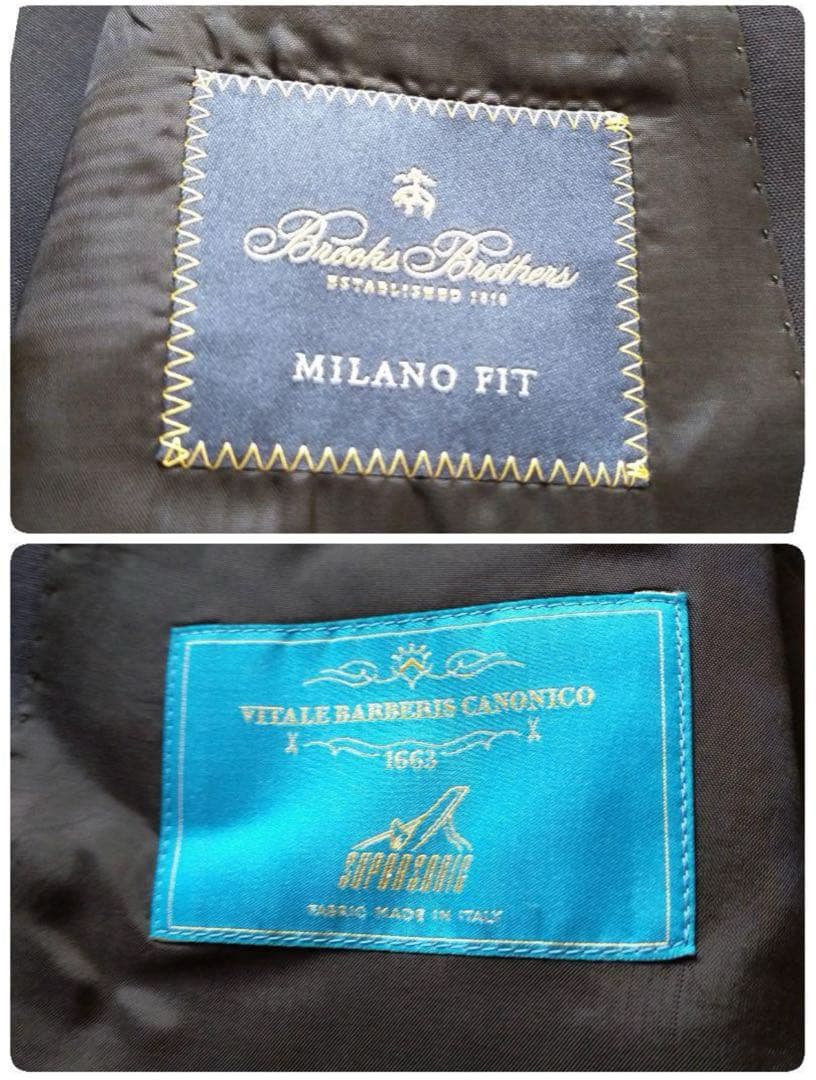 Brooks Brothers
ESTABLISHED 1818
MILANO FIT
VITALE BARBERIS CANONICO
1663
SUPERSONIC
FABRIC MADE IN ITALY